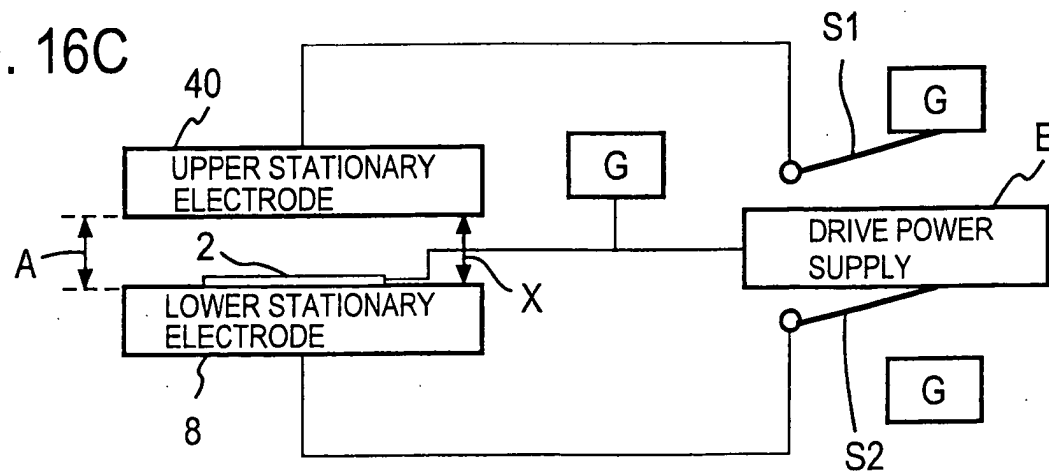 . 16C
S1
40
G
E
UPPER STATIONARY
ELECTRODE
G
A
2
DRIVE POWER
SUPPLY
X
LOWER STATIONARY
ELECTRODE
8
G
S2